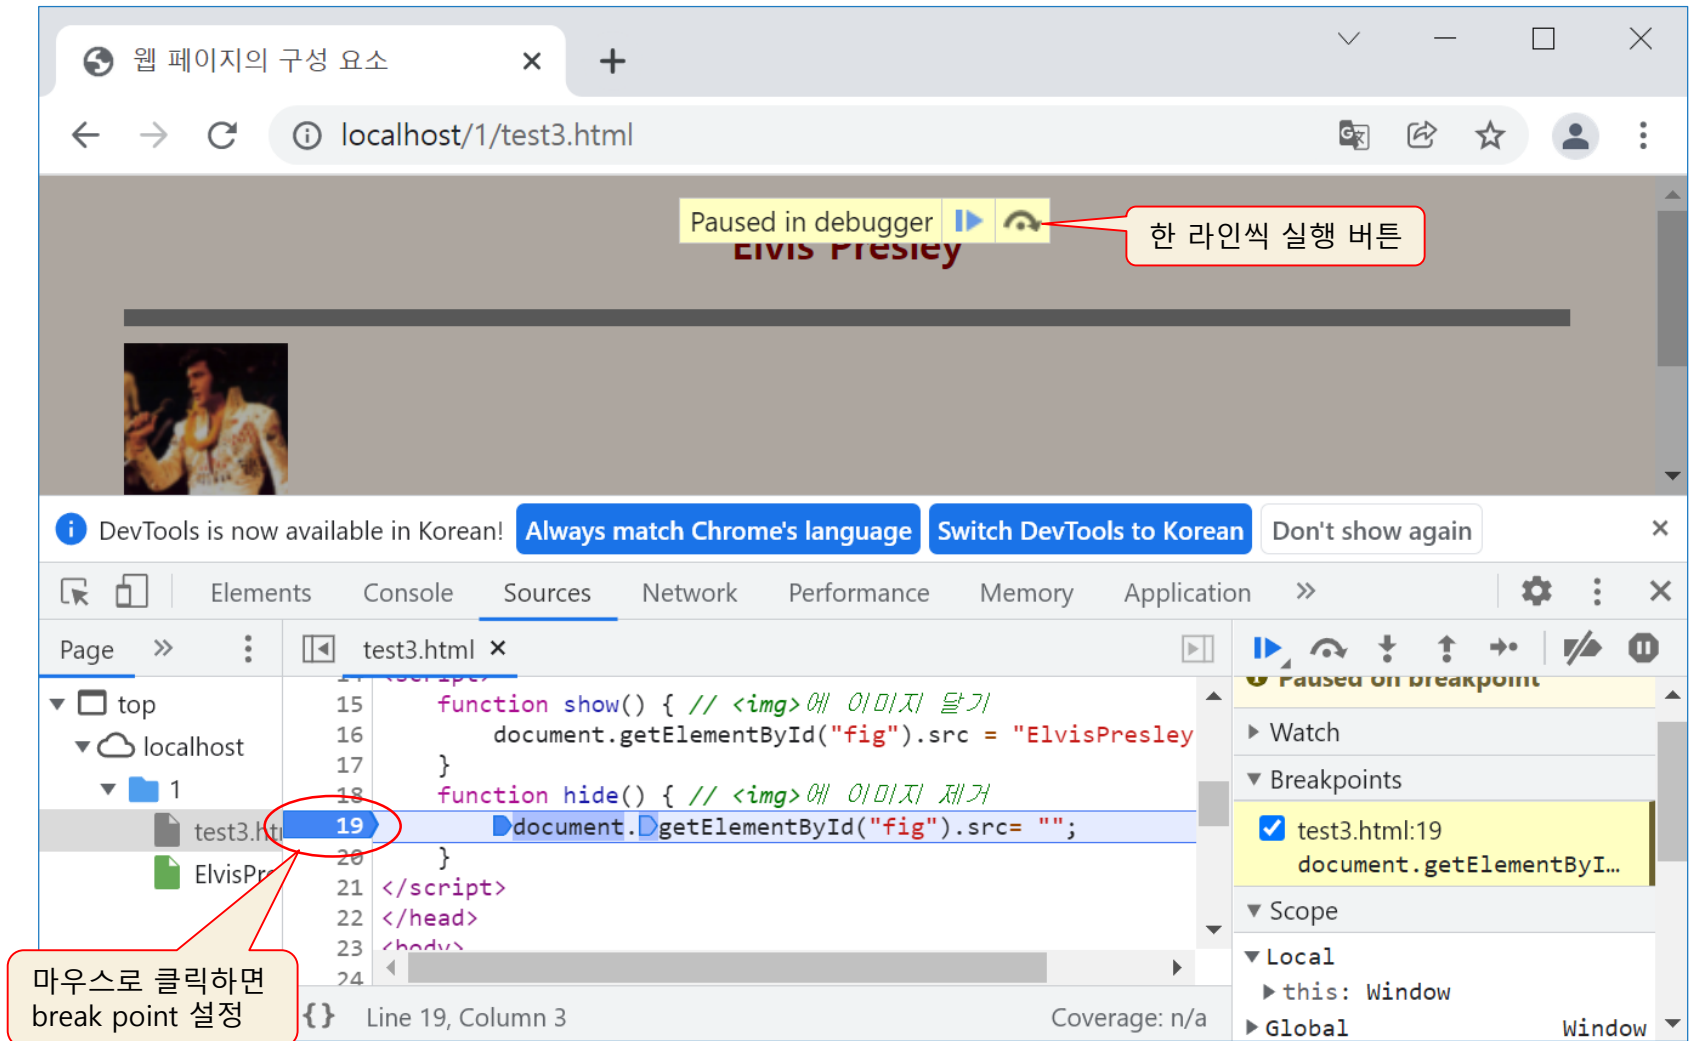 웹 페이지의 구성 요소
localhost/1/test3.html
Paused in debugger
한 라인씩 실행 버튼
Elvis Presley
DevTools is now available in Korean! Always match Chrome's language Switch DevTools to Korean Don't show again
Elements Console Sources Network Performance Memory Application
Page
test3.html
Paused on breakpoint
top
localhost
1
test3.ht
ElvisPre
14 <script>
15 function show() { // <img>에 이미지 달기
16 document.getElementById("fig").src = "ElvisPresley
17 }
18 function hide() { // <img>에 이미지 제거
19 document.getElementById("fig").src= "";
20 }
21 </script>
22 </head>
23 <body>
24
Watch
Breakpoints
test3.html:19
document.getElementByI…
Scope
Local
this: Window
Global Window
마우스로 클릭하면
break point 설정
{} Line 19, Column 3 Coverage: n/a